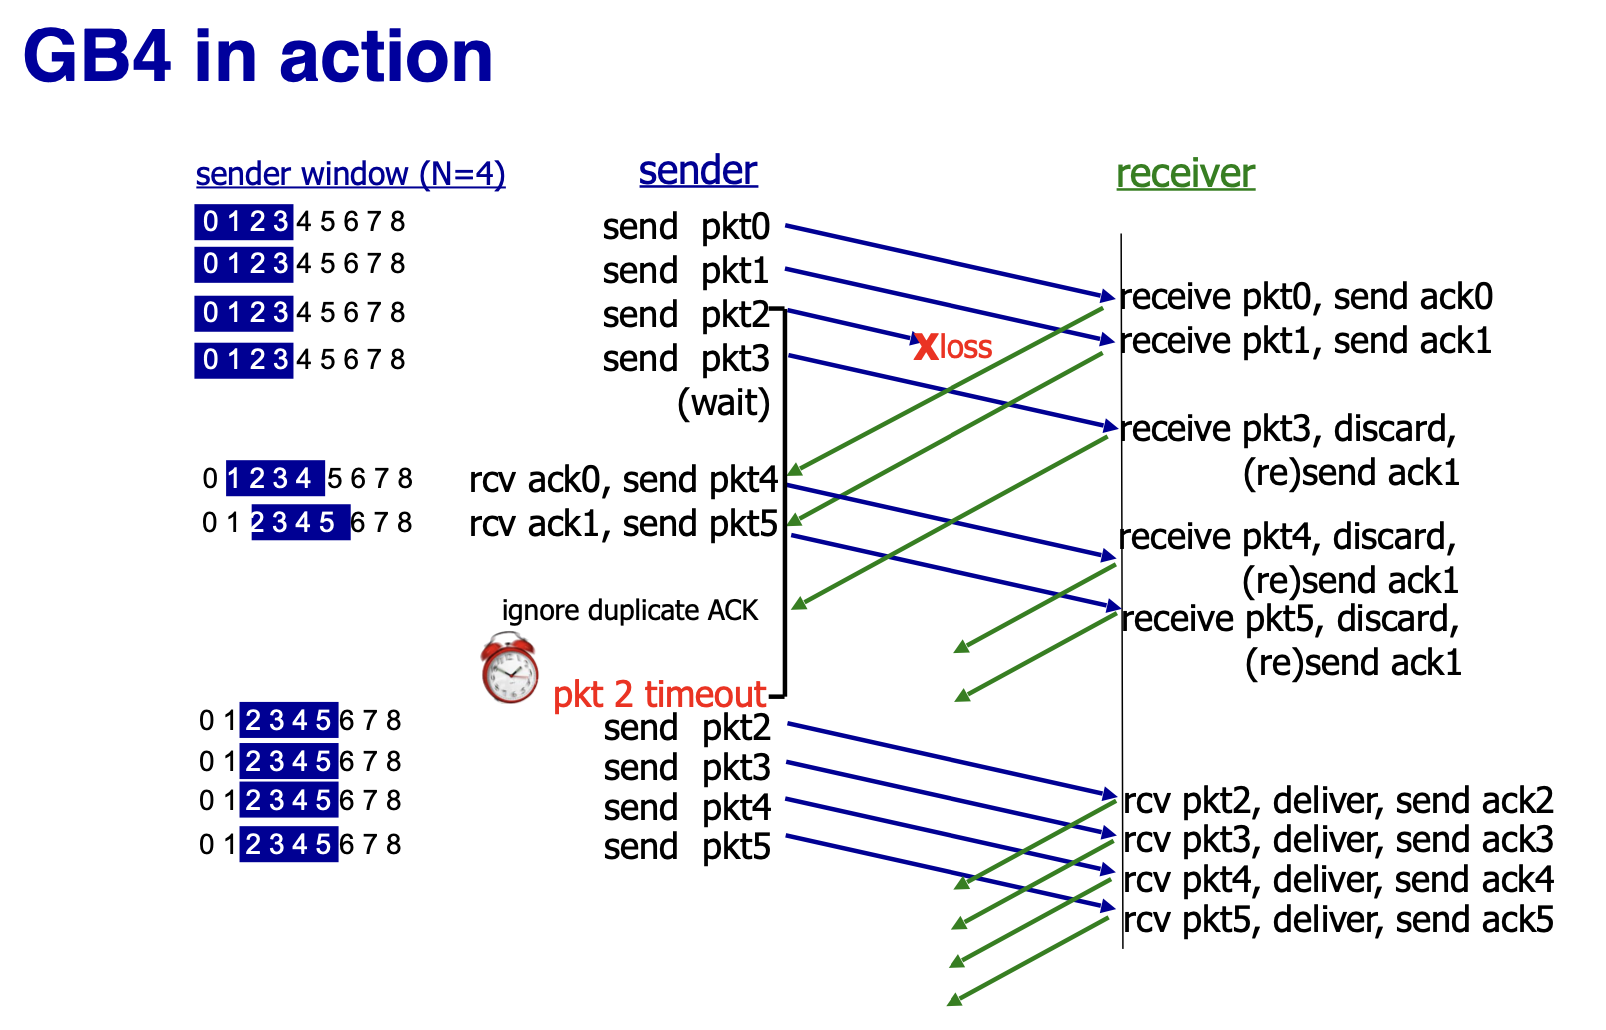 GB4 in action
sender window (N=4)
sender
receiver
0 1 2 3 4 5 6 7 8
send pkt0
0 1 2 3 4 5 6 7 8
send pkt1
0 1 2 3 4 5 6 7 8
send pkt2
0 1 2 3 4 5 6 7 8
send pkt3
(wait)
Xloss
receive pkt0, send ack0
receive pkt1, send ack1
receive pkt3, discard,
(re)send ack1
0 1 2 3 4 5 6 7 8
rcv ack0, send pkt4
0 1 2 3 4 5 6 7 8
rcv ack1, send pkt5
receive pkt4, discard,
(re)send ack1
receive pkt5, discard,
(re)send ack1
ignore duplicate ACK
pkt 2 timeout
0 1 2 3 4 5 6 7 8
send pkt2
0 1 2 3 4 5 6 7 8
send pkt3
0 1 2 3 4 5 6 7 8
send pkt4
0 1 2 3 4 5 6 7 8
send pkt5
rcv pkt2, deliver, send ack2
rcv pkt3, deliver, send ack3
rcv pkt4, deliver, send ack4
rcv pkt5, deliver, send ack5